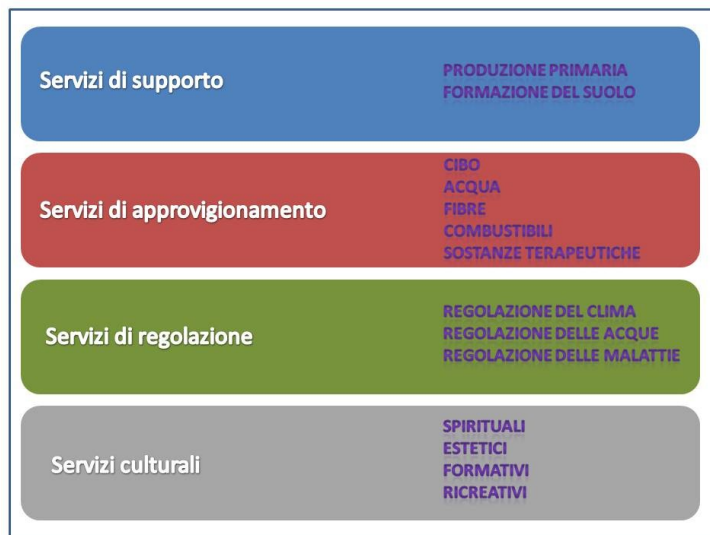 Servizi di supporto
PRODUZIONE PRIMARIA
FORMAZIONE DEL SUOLO
Servizi di approvigionamento
CIBO
ACQUA
FIBRE
COMBUSTIBILI
SOSTANZE TERAPEUTICHE
Servizi di regolazione
REGOLAZIONE DEL CLIMA
REGOLAZIONE DELLE ACQUE
REGOLAZIONE DELLE MALATTIE
Servizi culturali
SPIRITUALI
ESTETICI
FORMATIVI
RICREATIVI